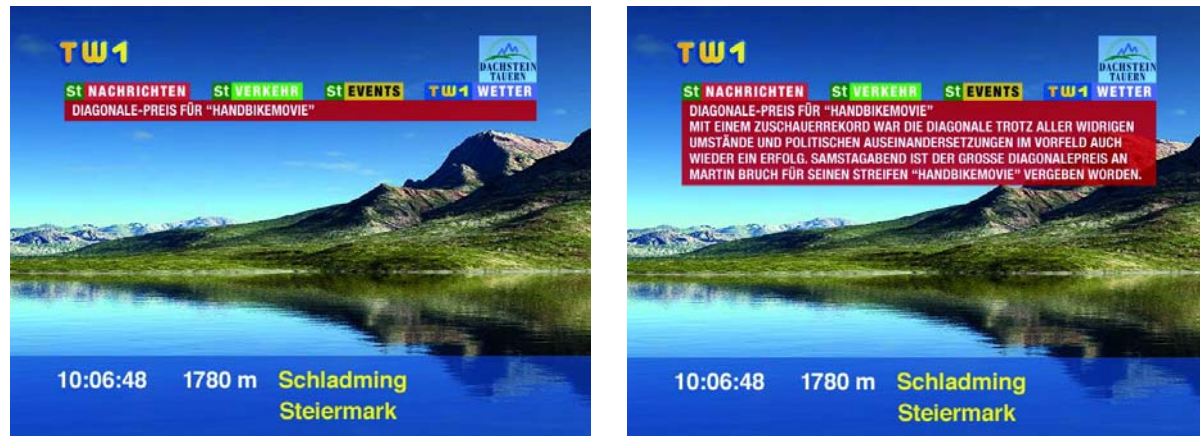 TW1
DACHSTEIN
TAUERN
St NACHRICHTEN St VERKEHR St EVENTS TW1 WETTER
DIAGONALE-PREIS FÜR "HANDBIKEMOVIE"
10:06:48 1780 m Schladming
Steiermark
TW1
DACHSTEIN
TAUERN
St NACHRICHTEN St VERKEHR St EVENTS TW1 WETTER
DIAGONALE-PREIS FÜR "HANDBIKEMOVIE"
MIT EINEM ZUSCHAUERREKORD WAR DIE DIAGONALE TROTZ ALLER WIDRIGEN
UMSTÄNDE UND POLITISCHEN AUSEINANDERSETZUNGEN IM VORFELD AUCH
WIEDER EIN ERFOLG. SAMSTAGABEND IST DER GROSSE DIAGONALEPREIS AN
MARTIN BRUCH FÜR SEINEN STREIFEN "HANDBIKEMOVIE" VERGEBEN WORDEN.
10:06:48 1780 m Schladming
Steiermark